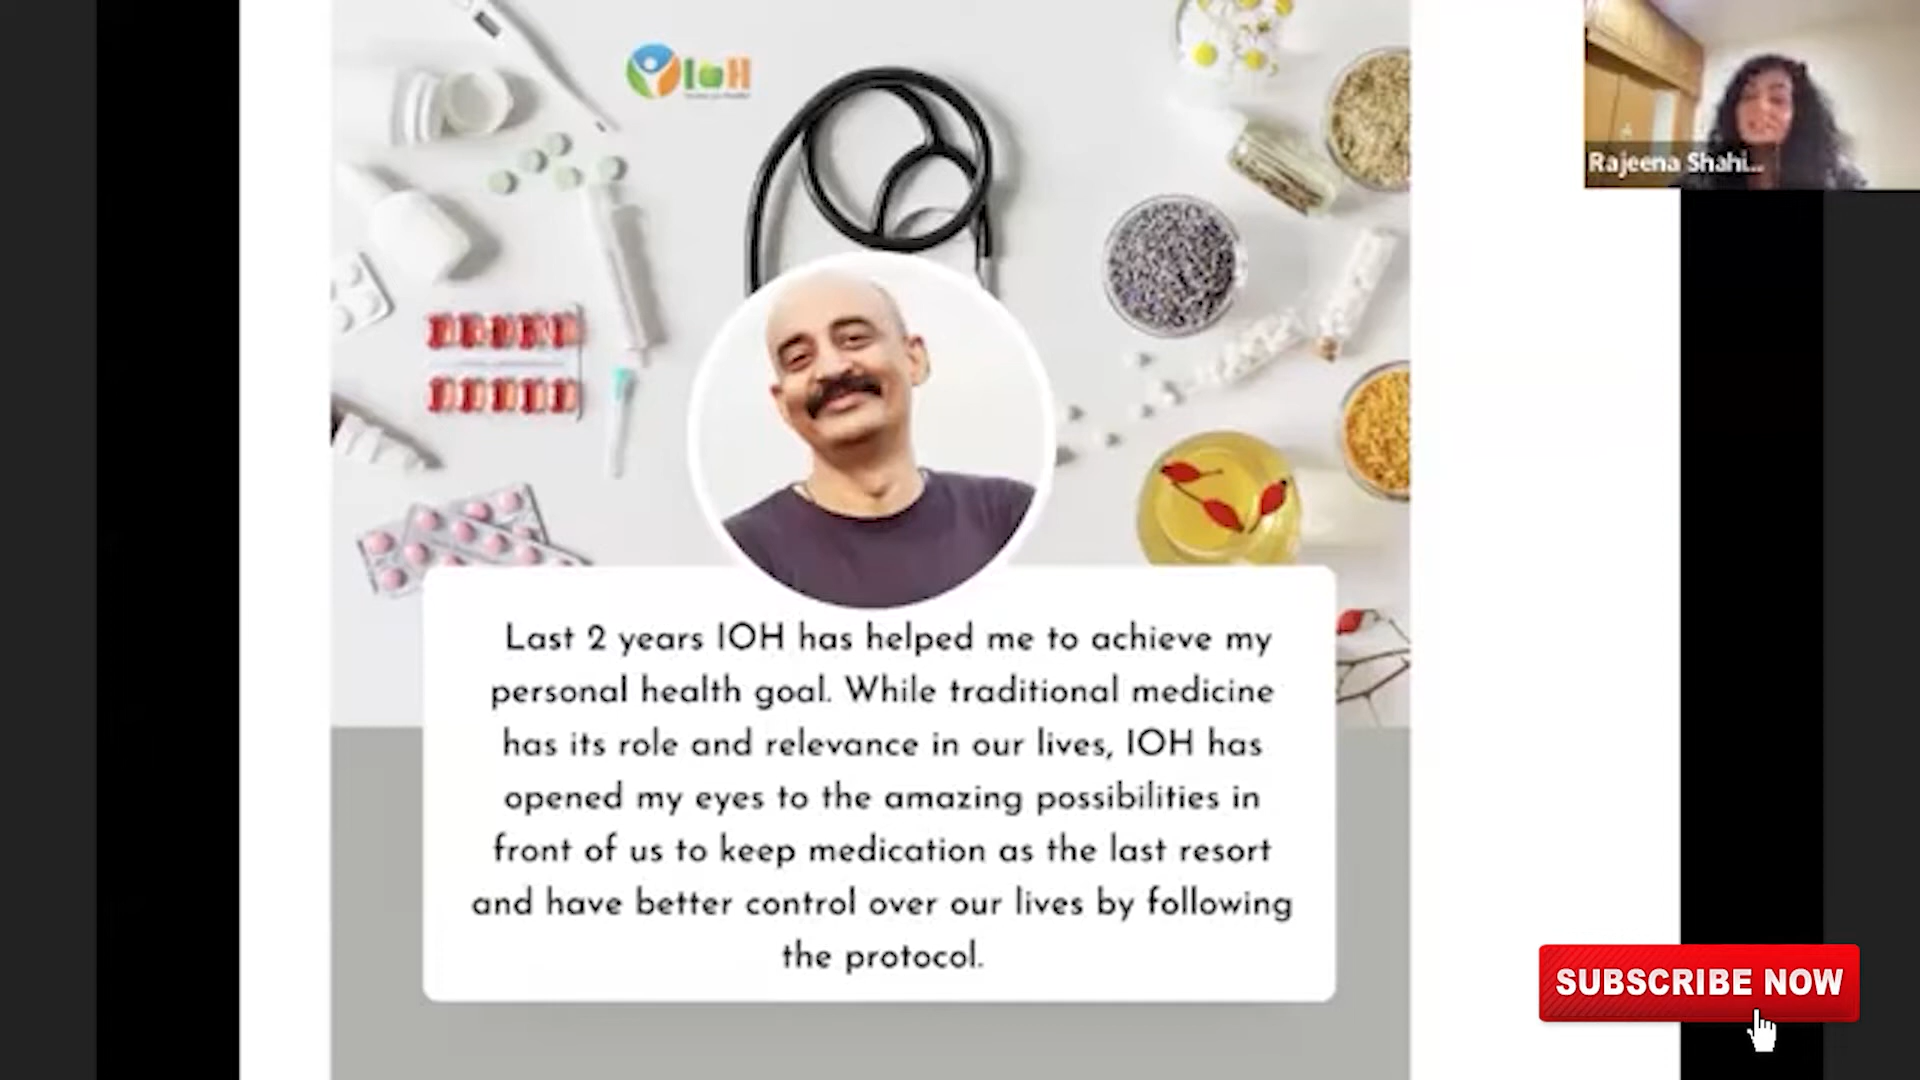 IOH
Rajeena Shahi...
Last 2 years IOH has helped me to achieve my
personal health goal. While traditional medicine
has its role and relevance in our lives, IOH has
opened my eyes to the amazing possibilities in
front of us to keep medication as the last resort
and have better control over our lives by following
the protocol.
SUBSCRIBE NOW